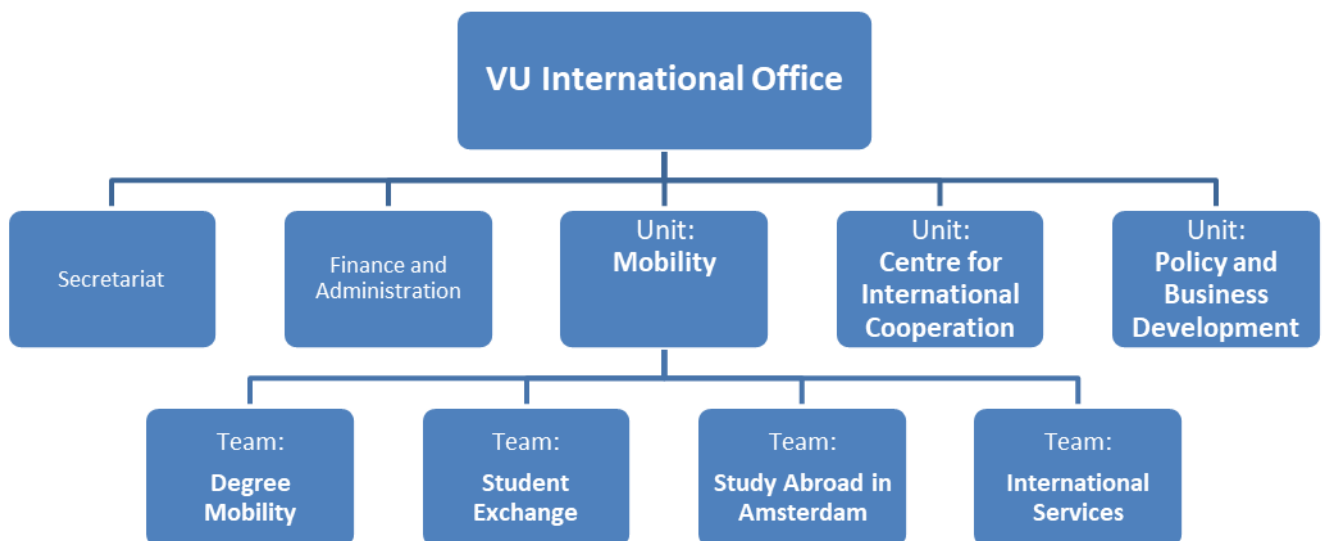 VU International Office
Secretariat
Finance and
Administration
Unit:
Mobility
Unit:
Centre for
International
Cooperation
Unit:
Policy and
Business
Development
Team:
Degree
Mobility
Team:
Student
Exchange
Team:
Study Abroad in
Amsterdam
Team:
International
Services